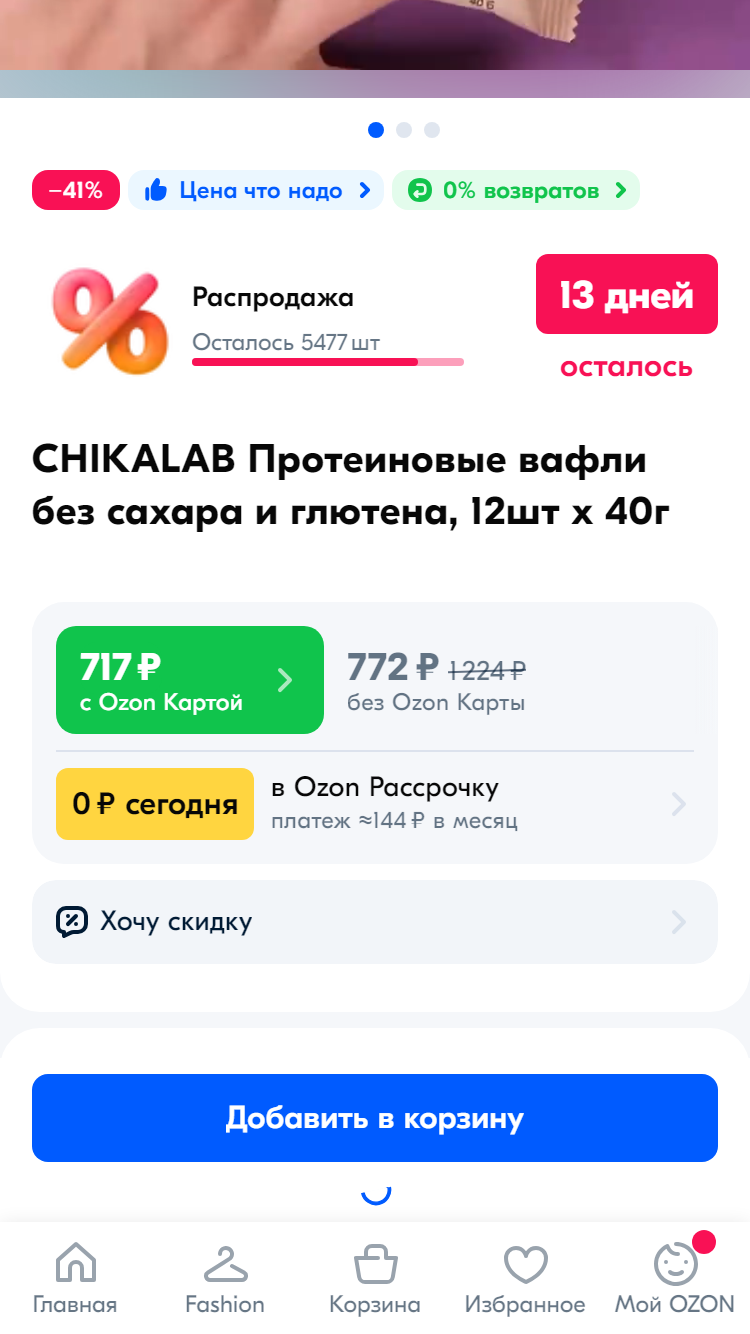 −41%
Цена что надо
0% возвратов
Распродажа
Осталось 5477 шт
13 дней
осталось
CHIKALAB Протеиновые вафли
без сахара и глютена, 12шт х 40г
717 ₽
с Ozon Картой
772 ₽ 1 224 ₽
без Ozon Карты
0 ₽ сегодня
в Ozon Рассрочку
платеж ≈144 ₽ в месяц
Хочу скидку
Добавить в корзину
Главная
Fashion
Корзина
Избранное
Мой OZON